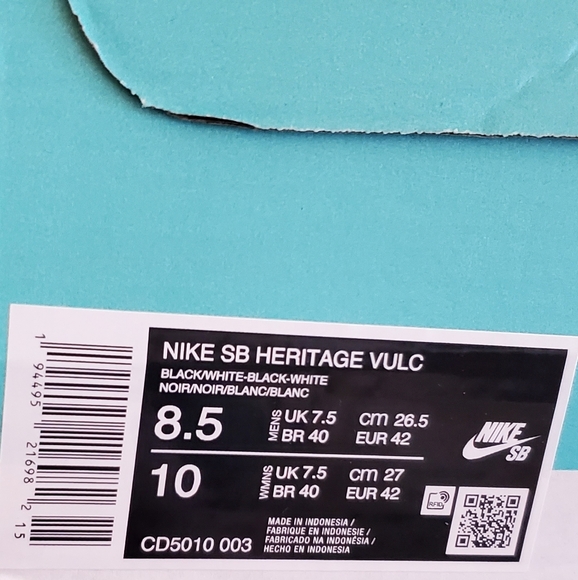 NIKE SB HERITAGE VULC
BLACK/WHITE-BLACK-WHITE
NOIR/NOIR/BLANC/BLANC
8.5 MENS UK 7.5 cm 26.5
BR 40 EUR 42
10 WMNS UK 7.5 cm 27
BR 40 EUR 42
NIKE
SB
RFID
CD5010 003
MADE IN INDONESIA /
FABRIQUE EN INDONESIE /
FABRICADO NA INDONÉSIA /
HECHO EN INDONESIA
1 94495 21698 2 15